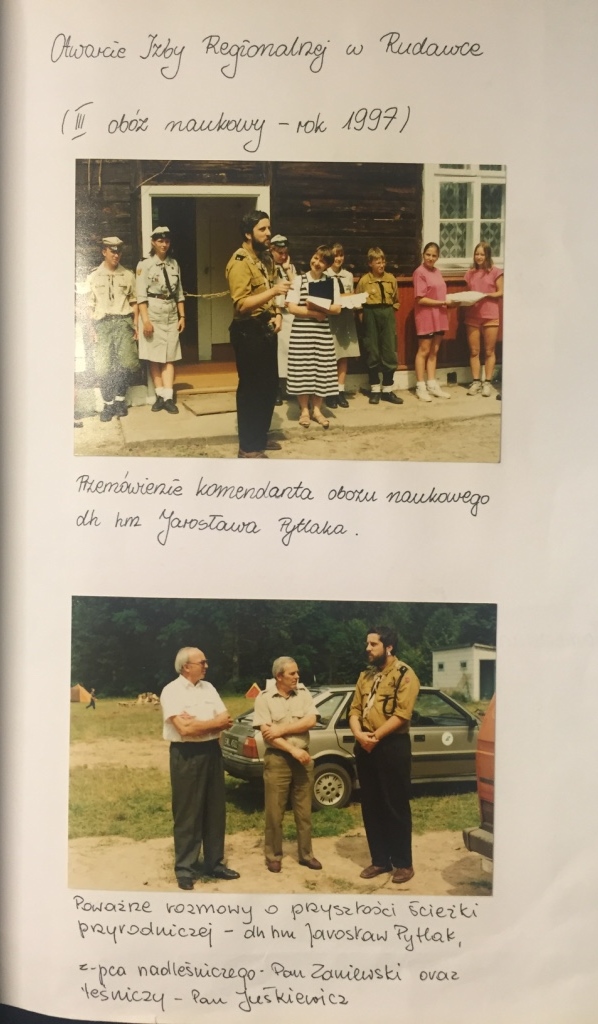 Otwarcie Izby Regionalnej w Rudawce
(III obóz naukowy - rok 1997)
Przemówienie komendanta obozu naukowego
dh hm Jarosława Pytlaka.
Poważne rozmowy o przyszłości ścieżki
przyrodniczej - dh hm Jarosław Pytlak,
z-pca nadleśniczego - Pan Zaniewski oraz
leśniczy - Pan Juśkiewicz